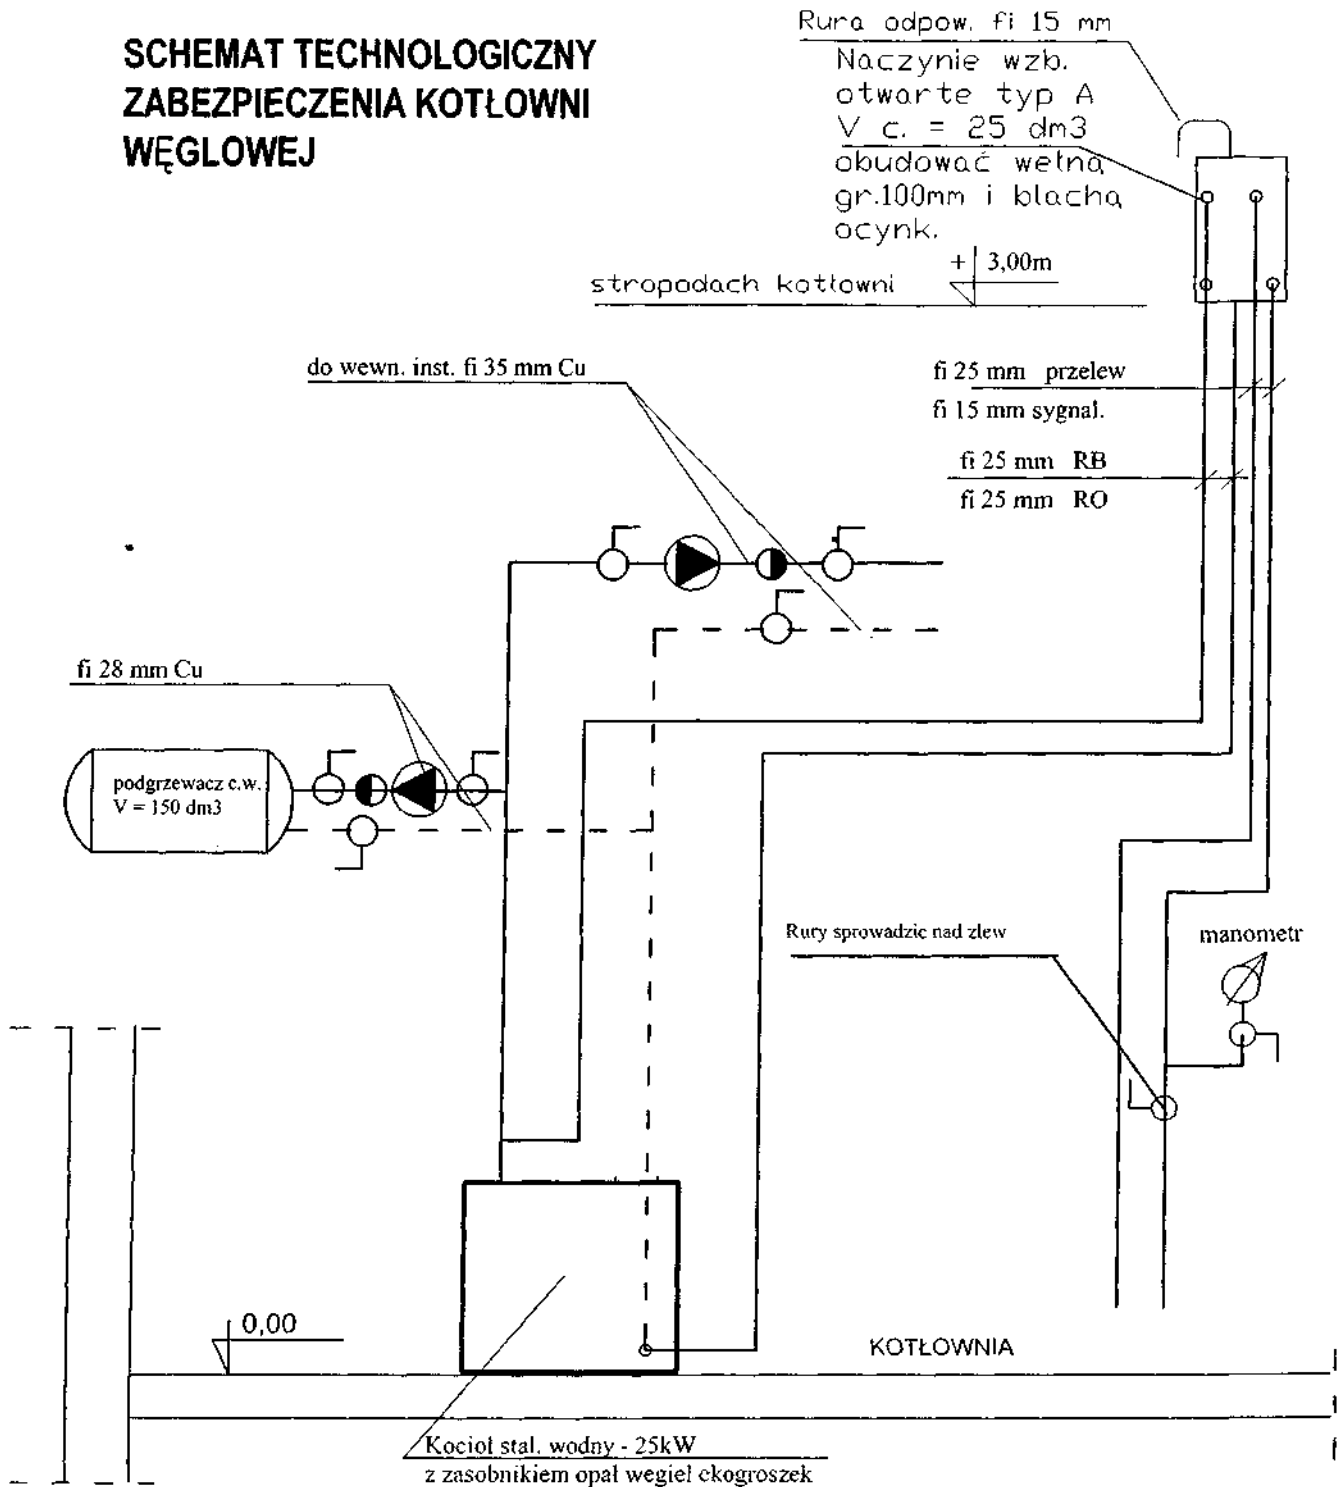 SCHEMAT TECHNOLOGICZNY
ZABEZPIECZENIA KOTŁOWNI
WĘGLOWEJ
Rura odpow. fi 15 mm
Naczynie wzb.
otwarte typ A
V c. = 25 dm3
obudować wełną
gr.100mm i blachą
ocynk.
+ 3,00m
stropodach kotłowni
do wewn. inst. fi 35 mm Cu
fi 25 mm przelew
fi 15 mm sygnal.
fi 25 mm RB
fi 25 mm RO
fi 28 mm Cu
podgrzewacz c.w.
V = 150 dm3
Rury sprowadzic nad zlew
manometr
0,00
KOTŁOWNIA
Kocioł stal. wodny - 25kW
z zasobnikiem opał wegiel ekogroszek